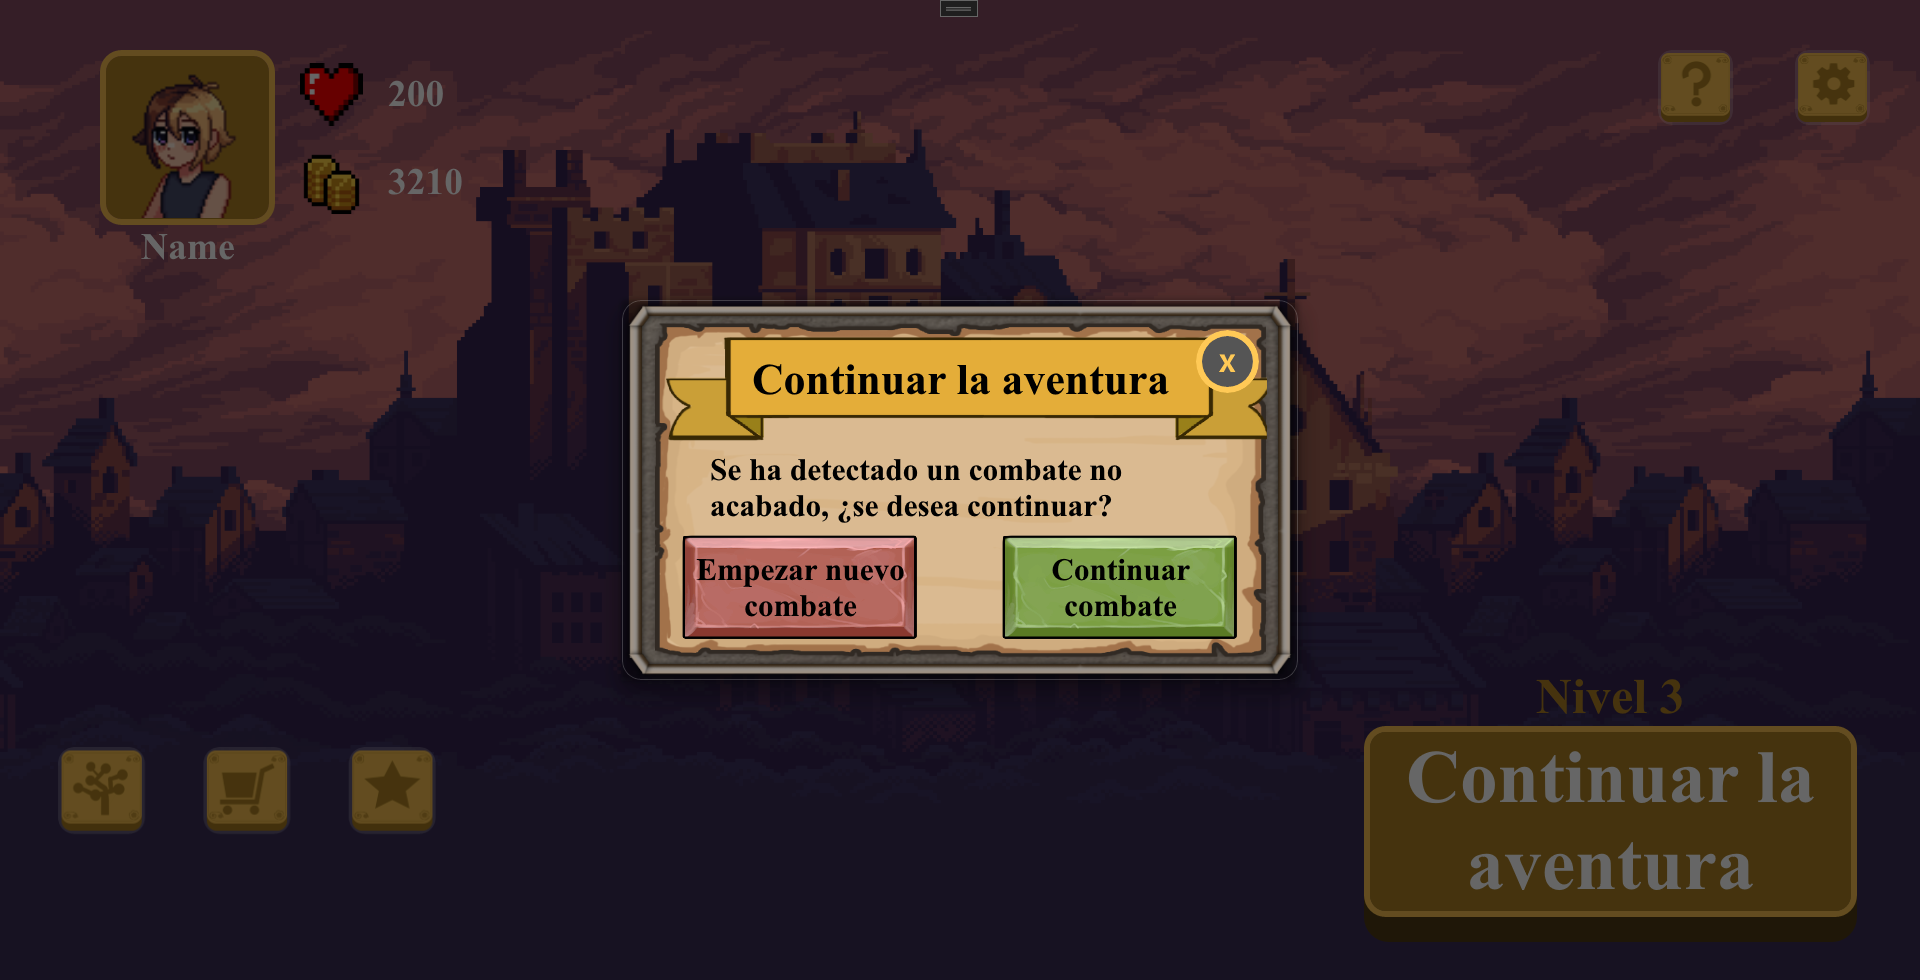 200
3210
Name
Continuar la aventura
x
Se ha detectado un combate no
acabado, ¿se desea continuar?
Empezar nuevo
combate
Continuar
combate
Nivel 3
Continuar la
aventura